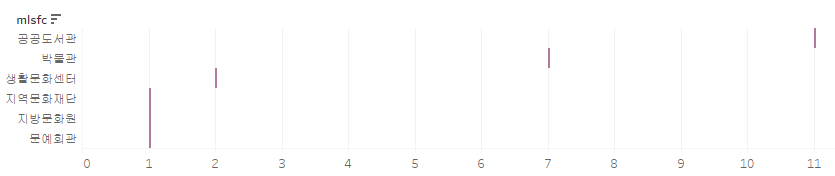 mlsfc
공공도서관
박물관
생활문화센터
지역문화재단
지방문화원
문예회관
0 1 2 3 4 5 6 7 8 9 10 11